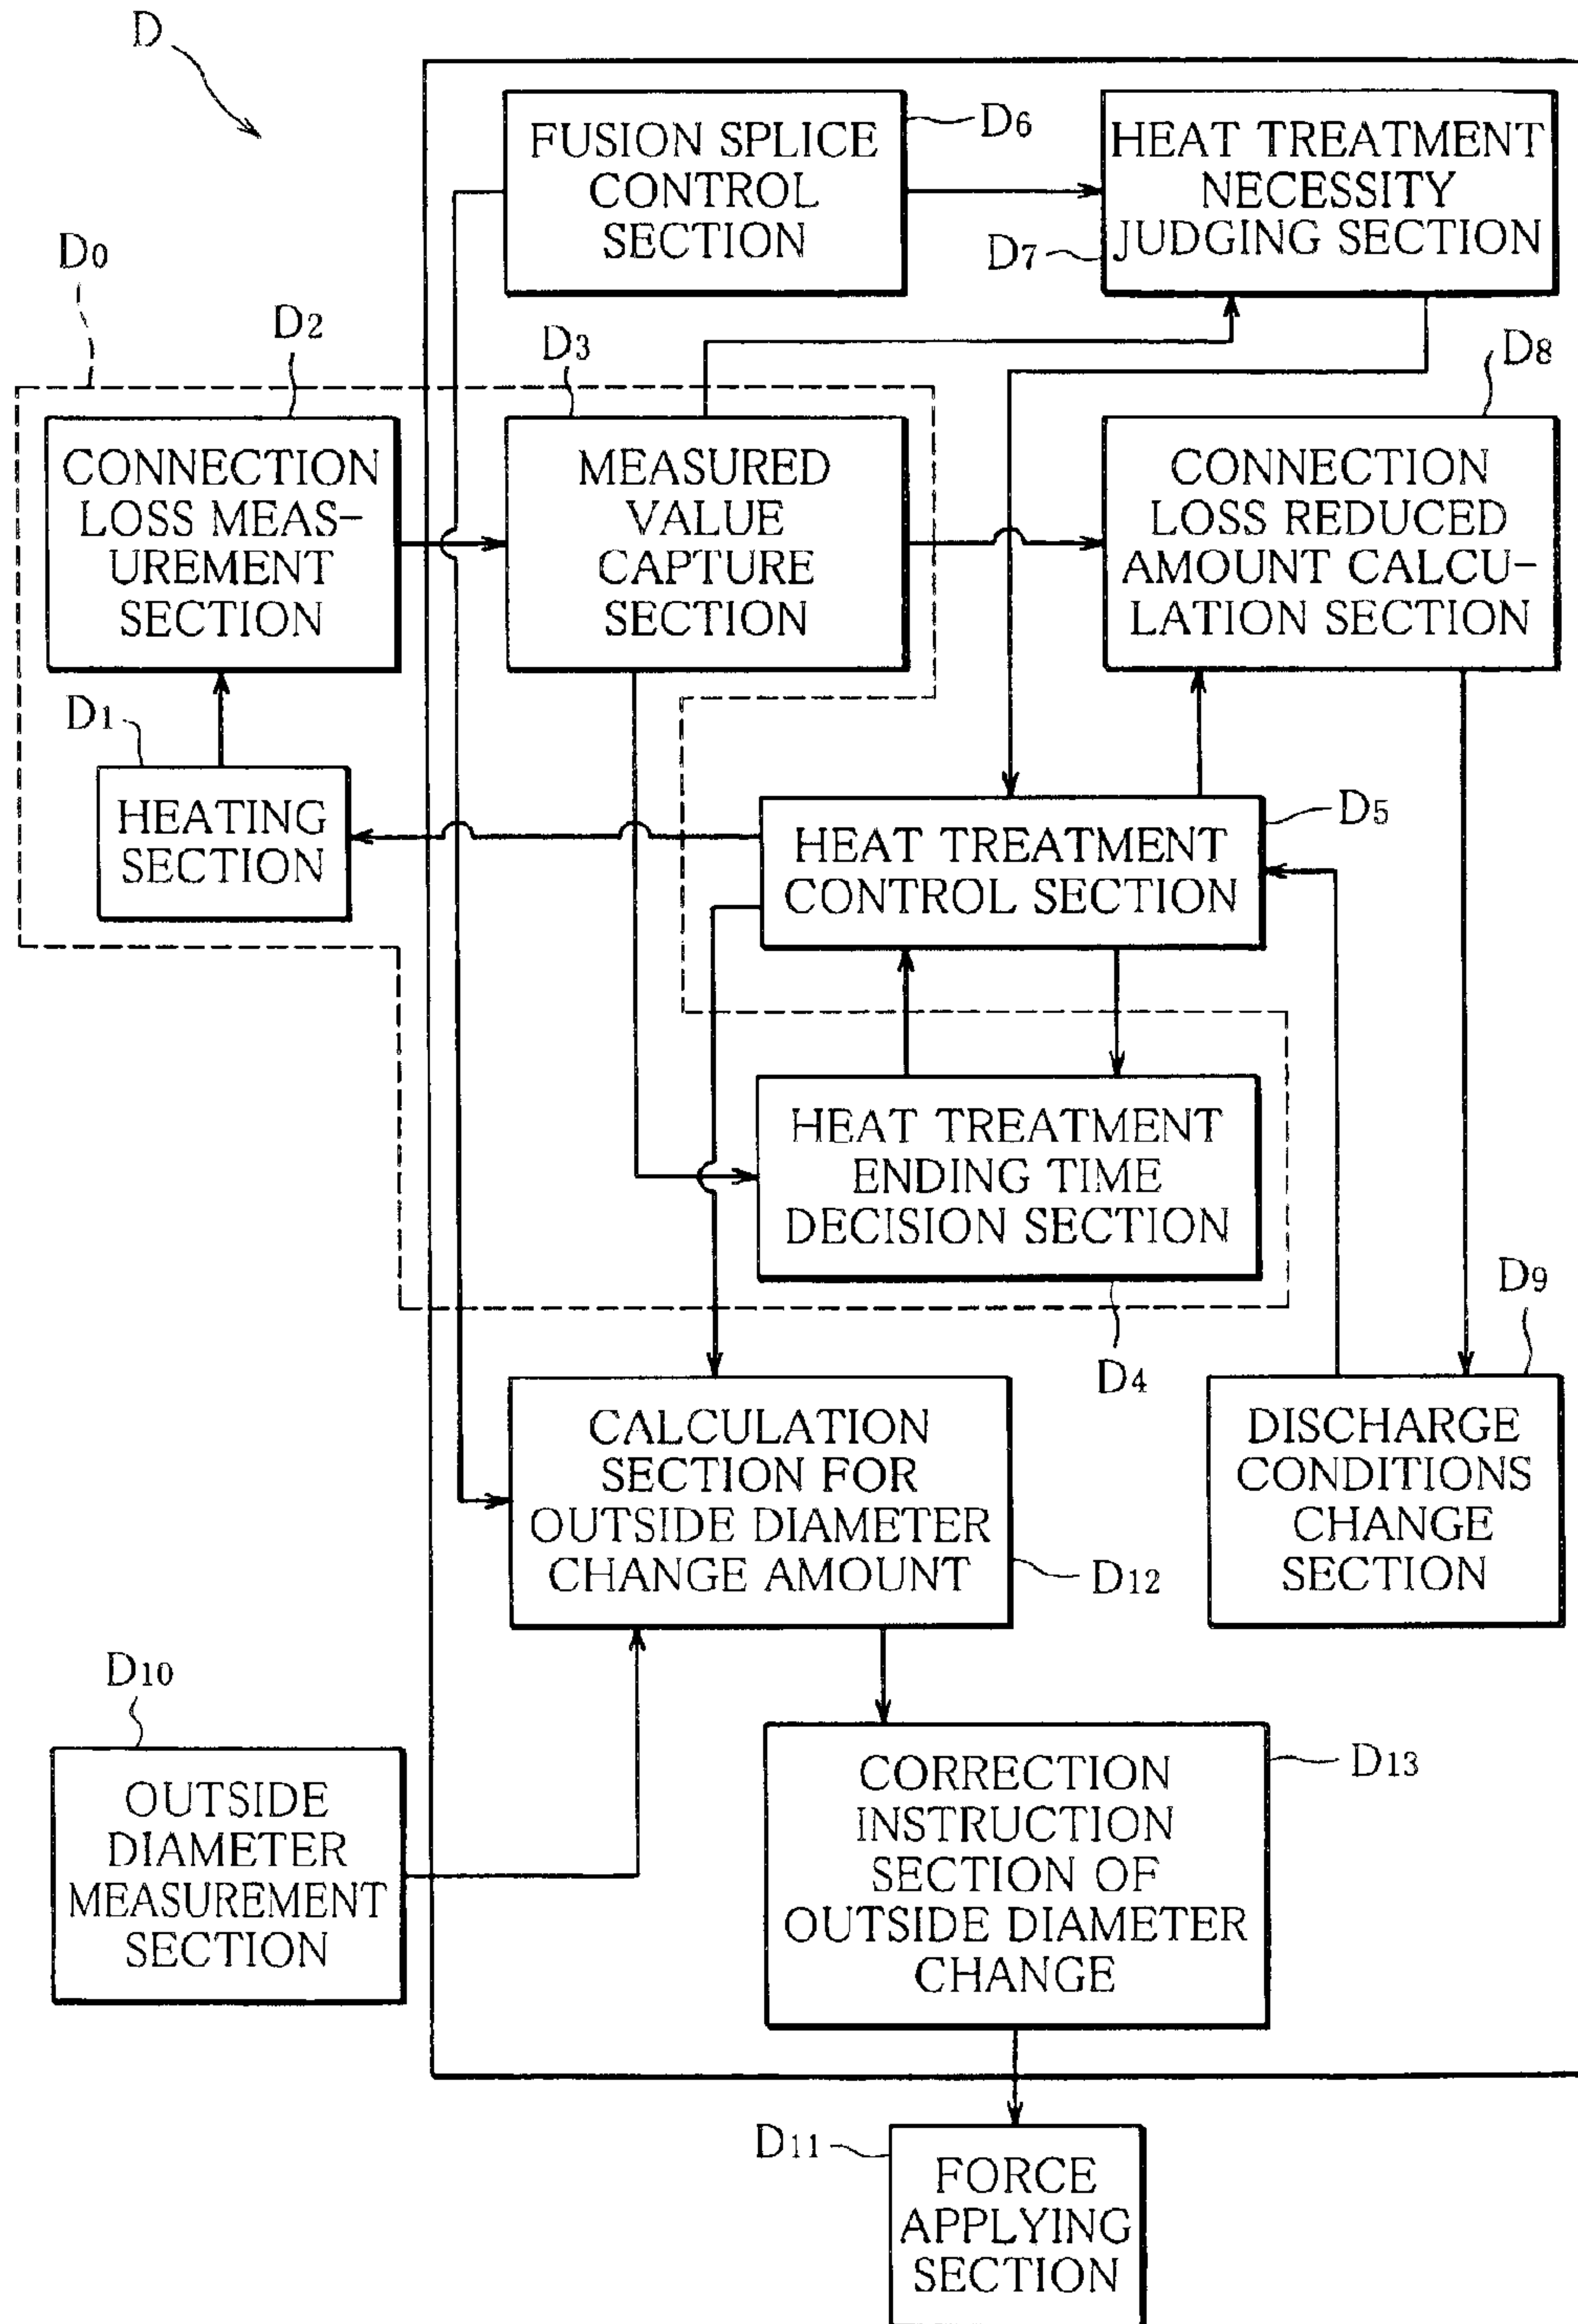 D
FUSION SPLICE
CONTROL
SECTION
D6
HEAT TREATMENT
NECESSITY
JUDGING SECTION
D7
D0
D2
CONNECTION
LOSS MEAS-
UREMENT
SECTION
D3
MEASURED
VALUE
CAPTURE
SECTION
D8
CONNECTION
LOSS REDUCED
AMOUNT CALCU-
LATION SECTION
D1
HEATING
SECTION
D5
HEAT TREATMENT
CONTROL SECTION
HEAT TREATMENT
ENDING TIME
DECISION SECTION
D4
D9
DISCHARGE
CONDITIONS
CHANGE
SECTION
CALCULATION
SECTION FOR
OUTSIDE DIAMETER
CHANGE AMOUNT
D12
D10
OUTSIDE
DIAMETER
MEASUREMENT
SECTION
CORRECTION
INSTRUCTION
SECTION OF
OUTSIDE DIAMETER
CHANGE
D13
D11
FORCE
APPLYING
SECTION